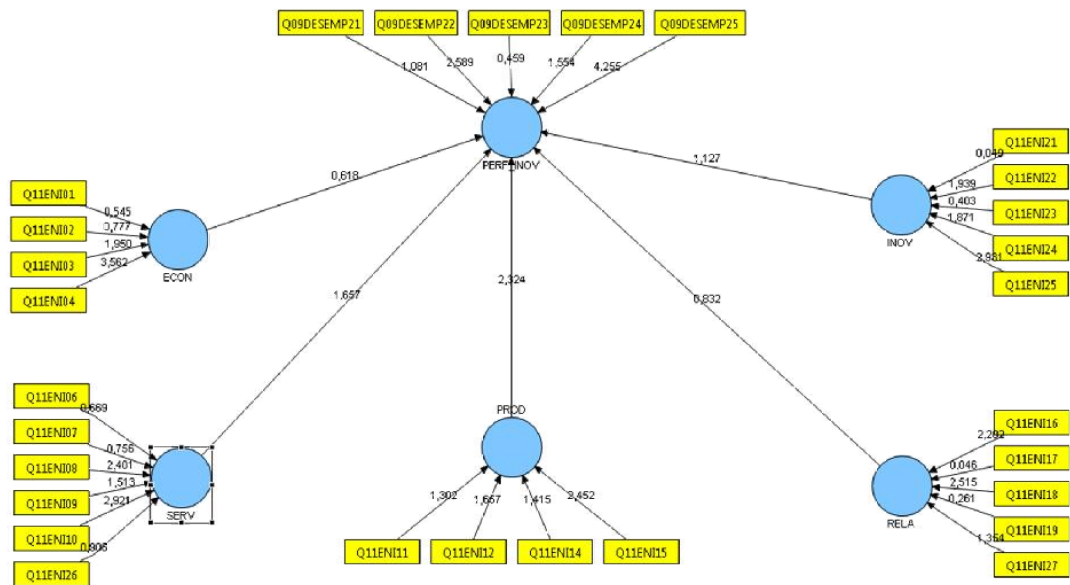 Q09DESEMP21 Q09DESEMP22 Q09DESEMP23 Q09DESEMP24 Q09DESEMP25
1,081 2,589 0,459 1,554 4,255
PERF_INOV
0,618
1,127
Q11ENI01
0,545
Q11ENI02
0,777
Q11ENI03
1,950
Q11ENI04
3,562
ECON
Q11ENI21
0,049
Q11ENI22
1,939
Q11ENI23
0,403
Q11ENI24
1,871
Q11ENI25
2,981
INOV
1,657
2,324
0,832
Q11ENI06
0,669
Q11ENI07
0,756
Q11ENI08
2,401
Q11ENI09
1,513
Q11ENI10
2,921
Q11ENI26
0,906
SERV
PROD
1,302 1,667 1,415 2,452
Q11ENI11 Q11ENI12 Q11ENI14 Q11ENI15
Q11ENI16
Q11ENI17
0,046
Q11ENI18
2,515
Q11ENI19
0,261
Q11ENI27
1,354
RELA